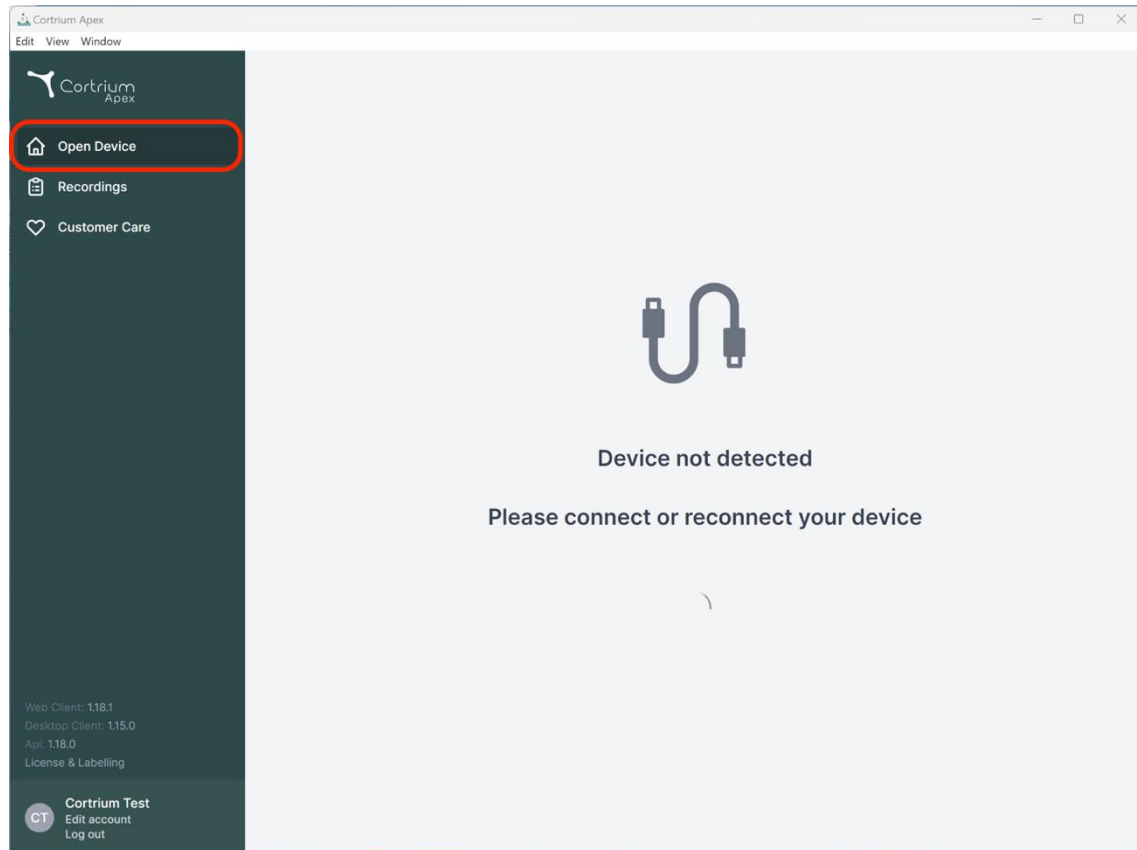 Cortrium Apex
Edit View Window
Cortrium
Apex
Open Device
Recordings
Customer Care
Device not detected
Please connect or reconnect your device
Web Client: 1.18.1
Desktop Client: 1.15.0
Api: 1.18.0
License & Labelling
CT
Cortrium Test
Edit account
Log out